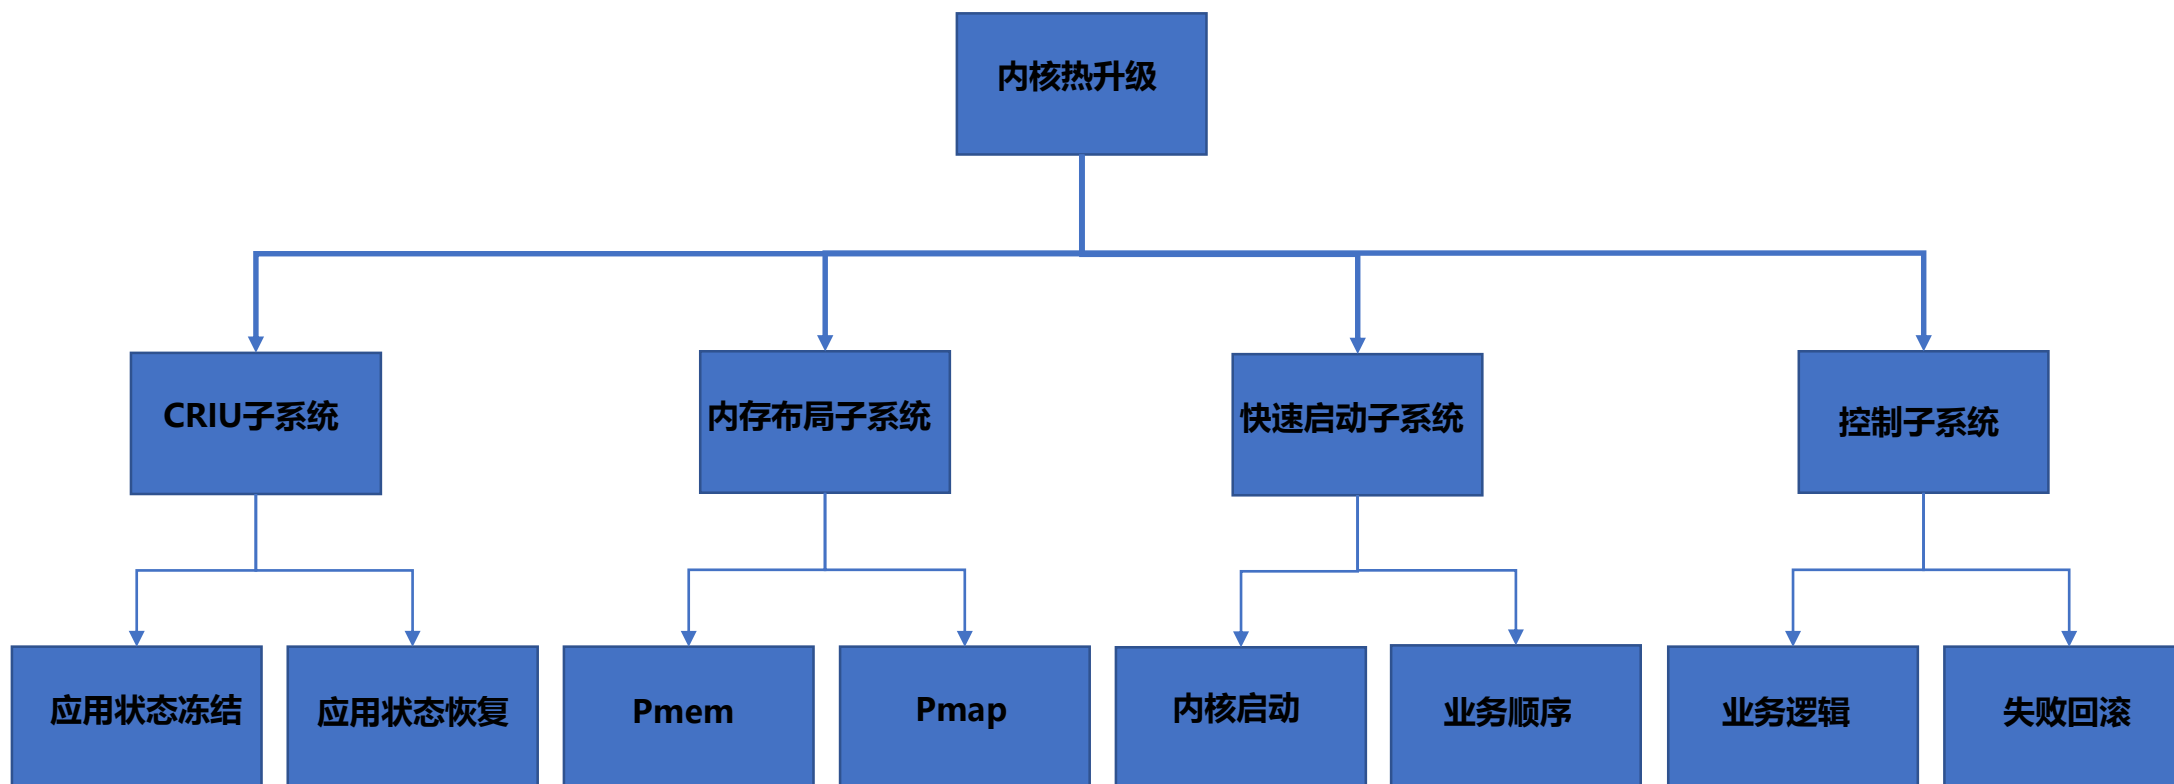 内核热升级
CRIU子系统
内存布局子系统
快速启动子系统
控制子系统
应用状态冻结
应用状态恢复
Pmem
Pmap
内核启动
业务顺序
业务逻辑
失败回滚